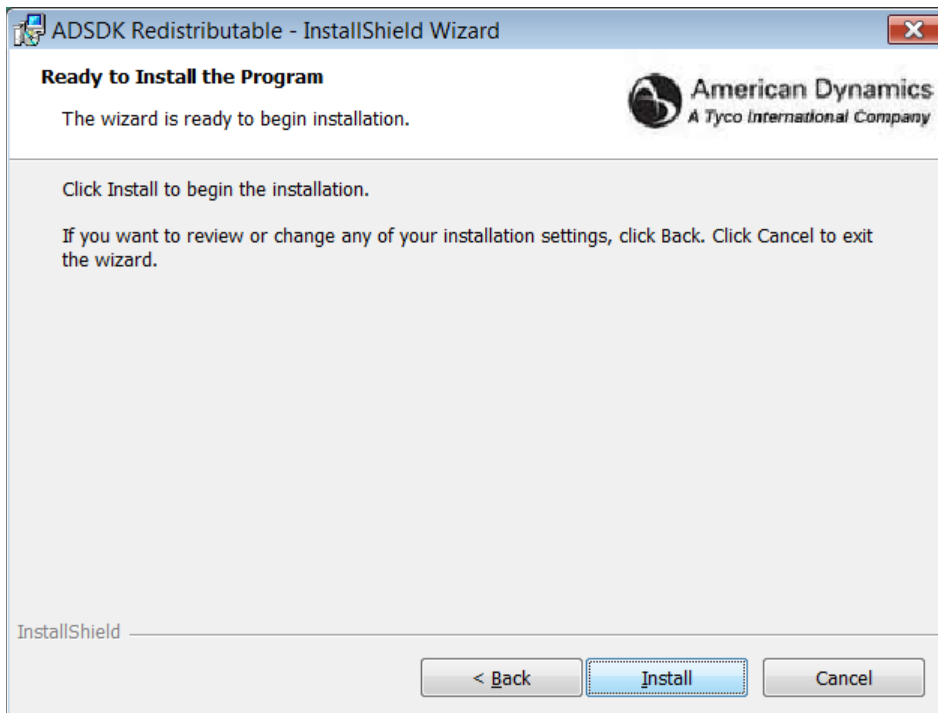 ADSDK Redistributable - InstallShield Wizard
Ready to Install the Program
The wizard is ready to begin installation.
American Dynamics
A Tyco International Company
Click Install to begin the installation.
If you want to review or change any of your installation settings, click Back. Click Cancel to exit
the wizard.
InstallShield
< Back
Install
Cancel